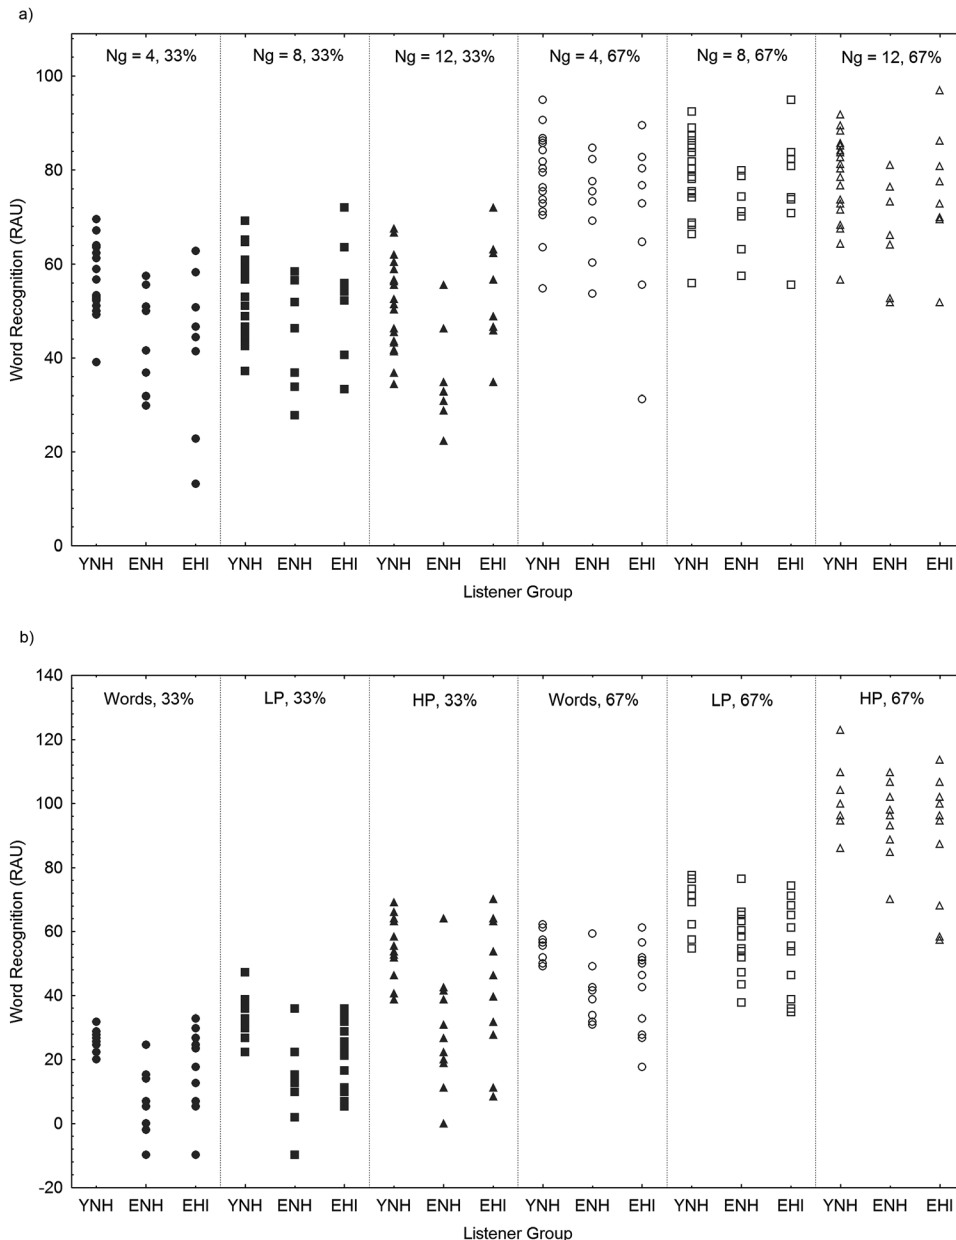 a)
Ng = 4, 33% Ng = 8, 33% Ng = 12, 33% Ng = 4, 67% Ng = 8, 67% Ng = 12, 67%
100
80
60
40
20
0
Word Recognition (RAU)
YNH ENH EHI YNH ENH EHI YNH ENH EHI YNH ENH EHI YNH ENH EHI YNH ENH EHI
Listener Group
b)
140
Words, 33% LP, 33% HP, 33% Words, 67% LP, 67% HP, 67%
120
100
80
60
40
20
0
-20
Word Recognition (RAU)
YNH ENH EHI YNH ENH EHI YNH ENH EHI YNH ENH EHI YNH ENH EHI YNH ENH EHI
Listener Group